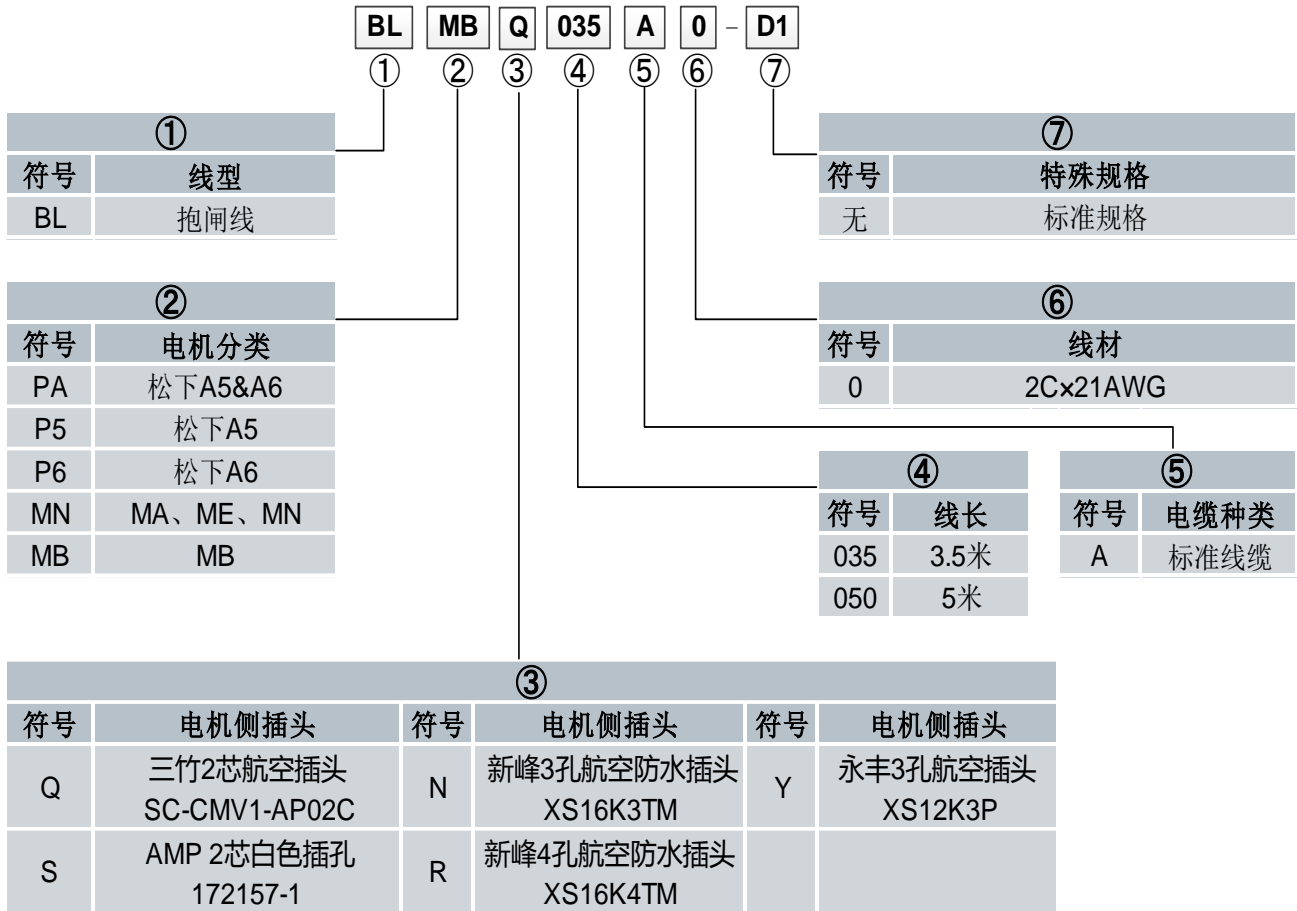 BL MB Q 035 A 0 – D1
① ② ③ ④ ⑤ ⑥ ⑦
①
符号 线型
BL 抱闸线
⑦
符号 特殊规格
无 标准规格
②
符号 电机分类
PA 松下A5&A6
P5 松下A5
P6 松下A6
MN MA、ME、MN
MB MB
⑥
符号 线材
0 2C×21AWG
④
符号 线长
035 3.5米
050 5米
⑤
符号 电缆种类
A 标准线缆
③
符号 电机侧插头 符号 电机侧插头 符号 电机侧插头
Q 三竹2芯航空插头 N 新峰3孔航空防水插头 Y 永丰3孔航空插头
SC-CMV1-AP02C XS16K3TM XS12K3P
S AMP 2芯白色插孔 R 新峰4孔航空防水插头
172157-1 XS16K4TM